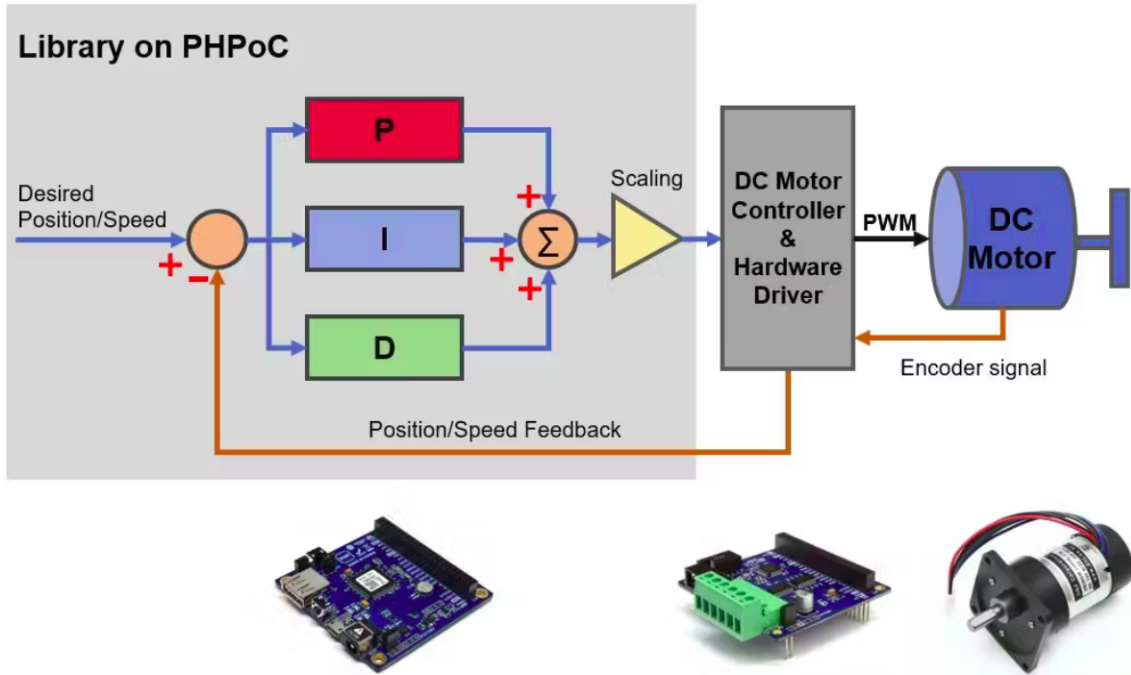 Library on PHPoC
Desired
Position/Speed
+
−
P
I
D
+
+
+
Σ
Scaling
DC Motor
Controller
&
Hardware
Driver
PWM
DC
Motor
Encoder signal
Position/Speed Feedback